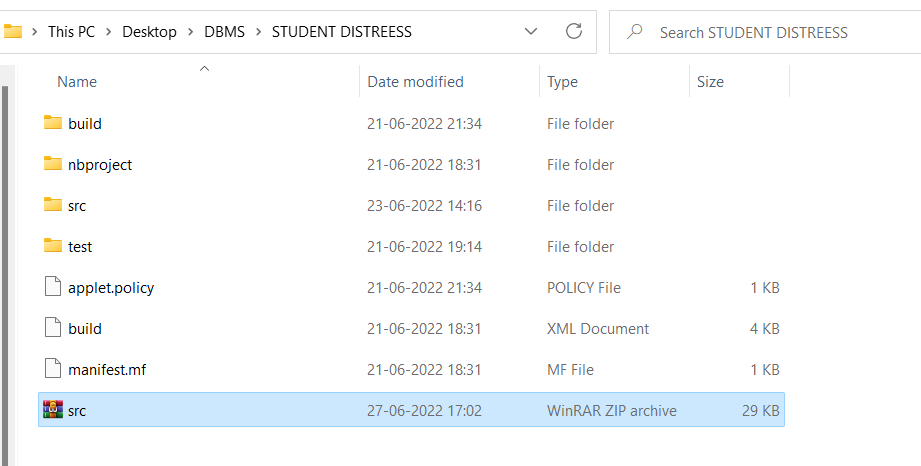 This PC > Desktop > DBMS > STUDENT DISTREESS Search STUDENT DISTREESS
Name Date modified Type Size
build 21-06-2022 21:34 File folder
nbproject 21-06-2022 18:31 File folder
src 23-06-2022 14:16 File folder
test 21-06-2022 19:14 File folder
applet.policy 21-06-2022 21:34 POLICY File 1 KB
build 21-06-2022 18:31 XML Document 4 KB
manifest.mf 21-06-2022 18:31 MF File 1 KB
src 27-06-2022 17:02 WinRAR ZIP archive 29 KB